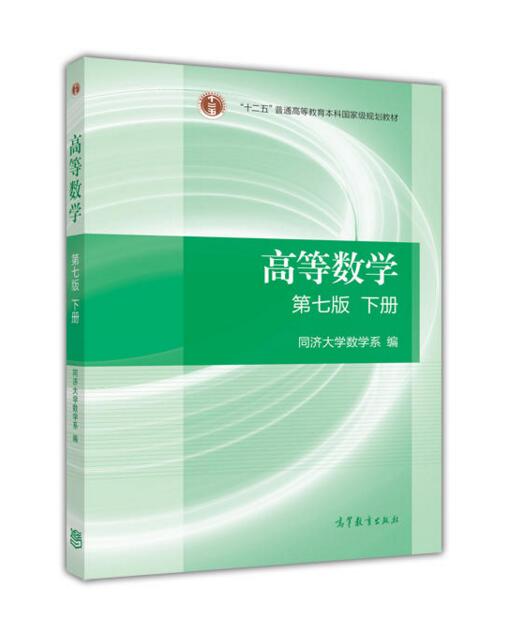 高等数学
第七版 下册
同济大学数学系 编
"十二五"普通高等教育本科国家级规划教材
高等数学
第七版 下册
同济大学数学系 编
高等教育出版社